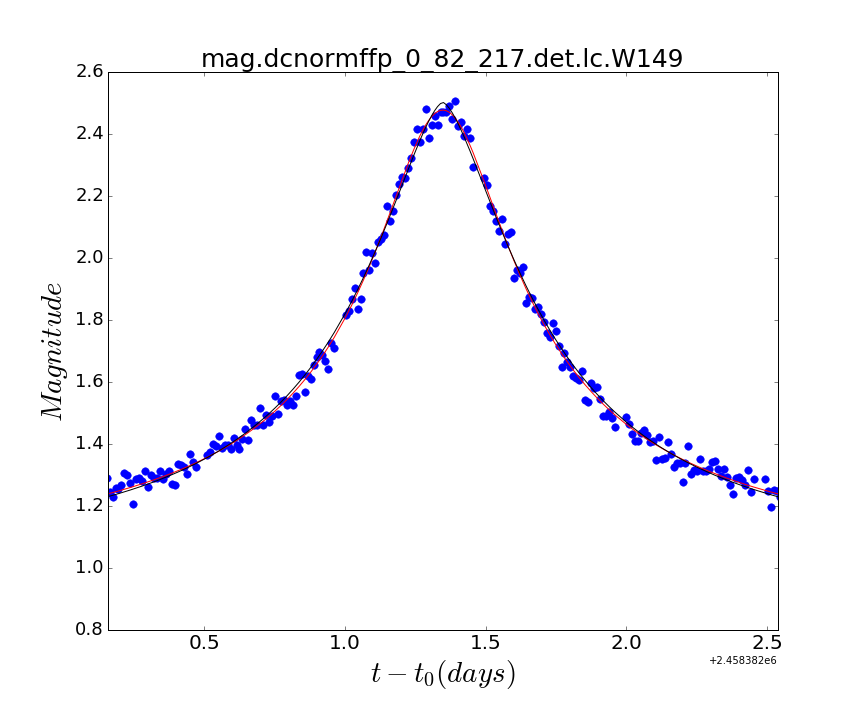 mag.dcnormffp_0_82_217.det.lc.W149
2.6
2.4
2.2
2.0
1.8
1.6
1.4
1.2
1.0
0.8
Magnitude
0.5 1.0 1.5 2.0 2.5
+2.458382e6
t − t₀(days)